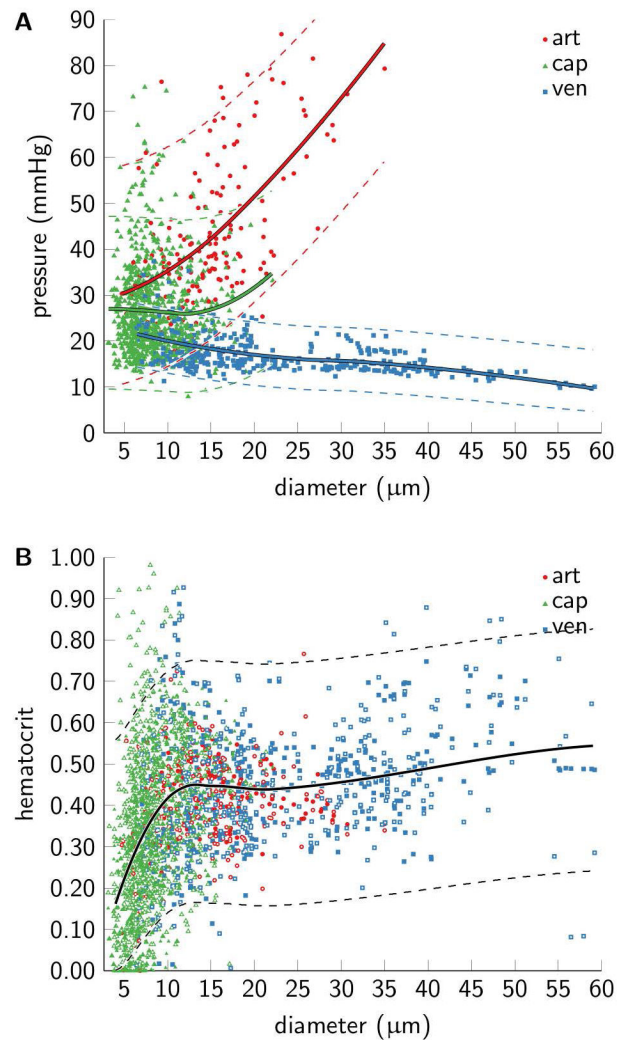 A
90
80
70
60
50
40
30
20
10
0
pressure (mmHg)
art
cap
ven
5 10 15 20 25 30 35 40 45 50 55 60
diameter (μm)
B
1.00
0.90
0.80
0.70
0.60
0.50
0.40
0.30
0.20
0.10
0.00
hematocrit
art
cap
ven
5 10 15 20 25 30 35 40 45 50 55 60
diameter (μm)